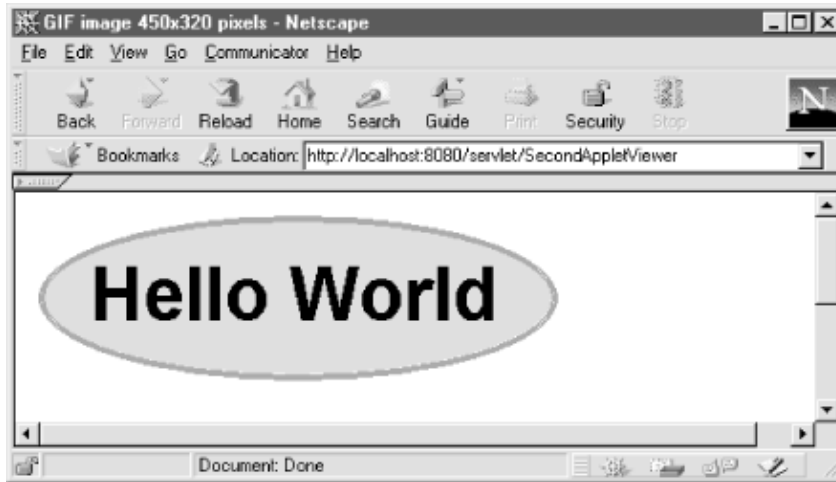 GIF image 450x320 pixels - Netscape
File Edit View Go Communicator Help
Back Forward Reload Home Search Guide Print Security Stop
N
Bookmarks Location: http://localhost:8080/servlet/SecondAppletViewer
Hello World
Document: Done